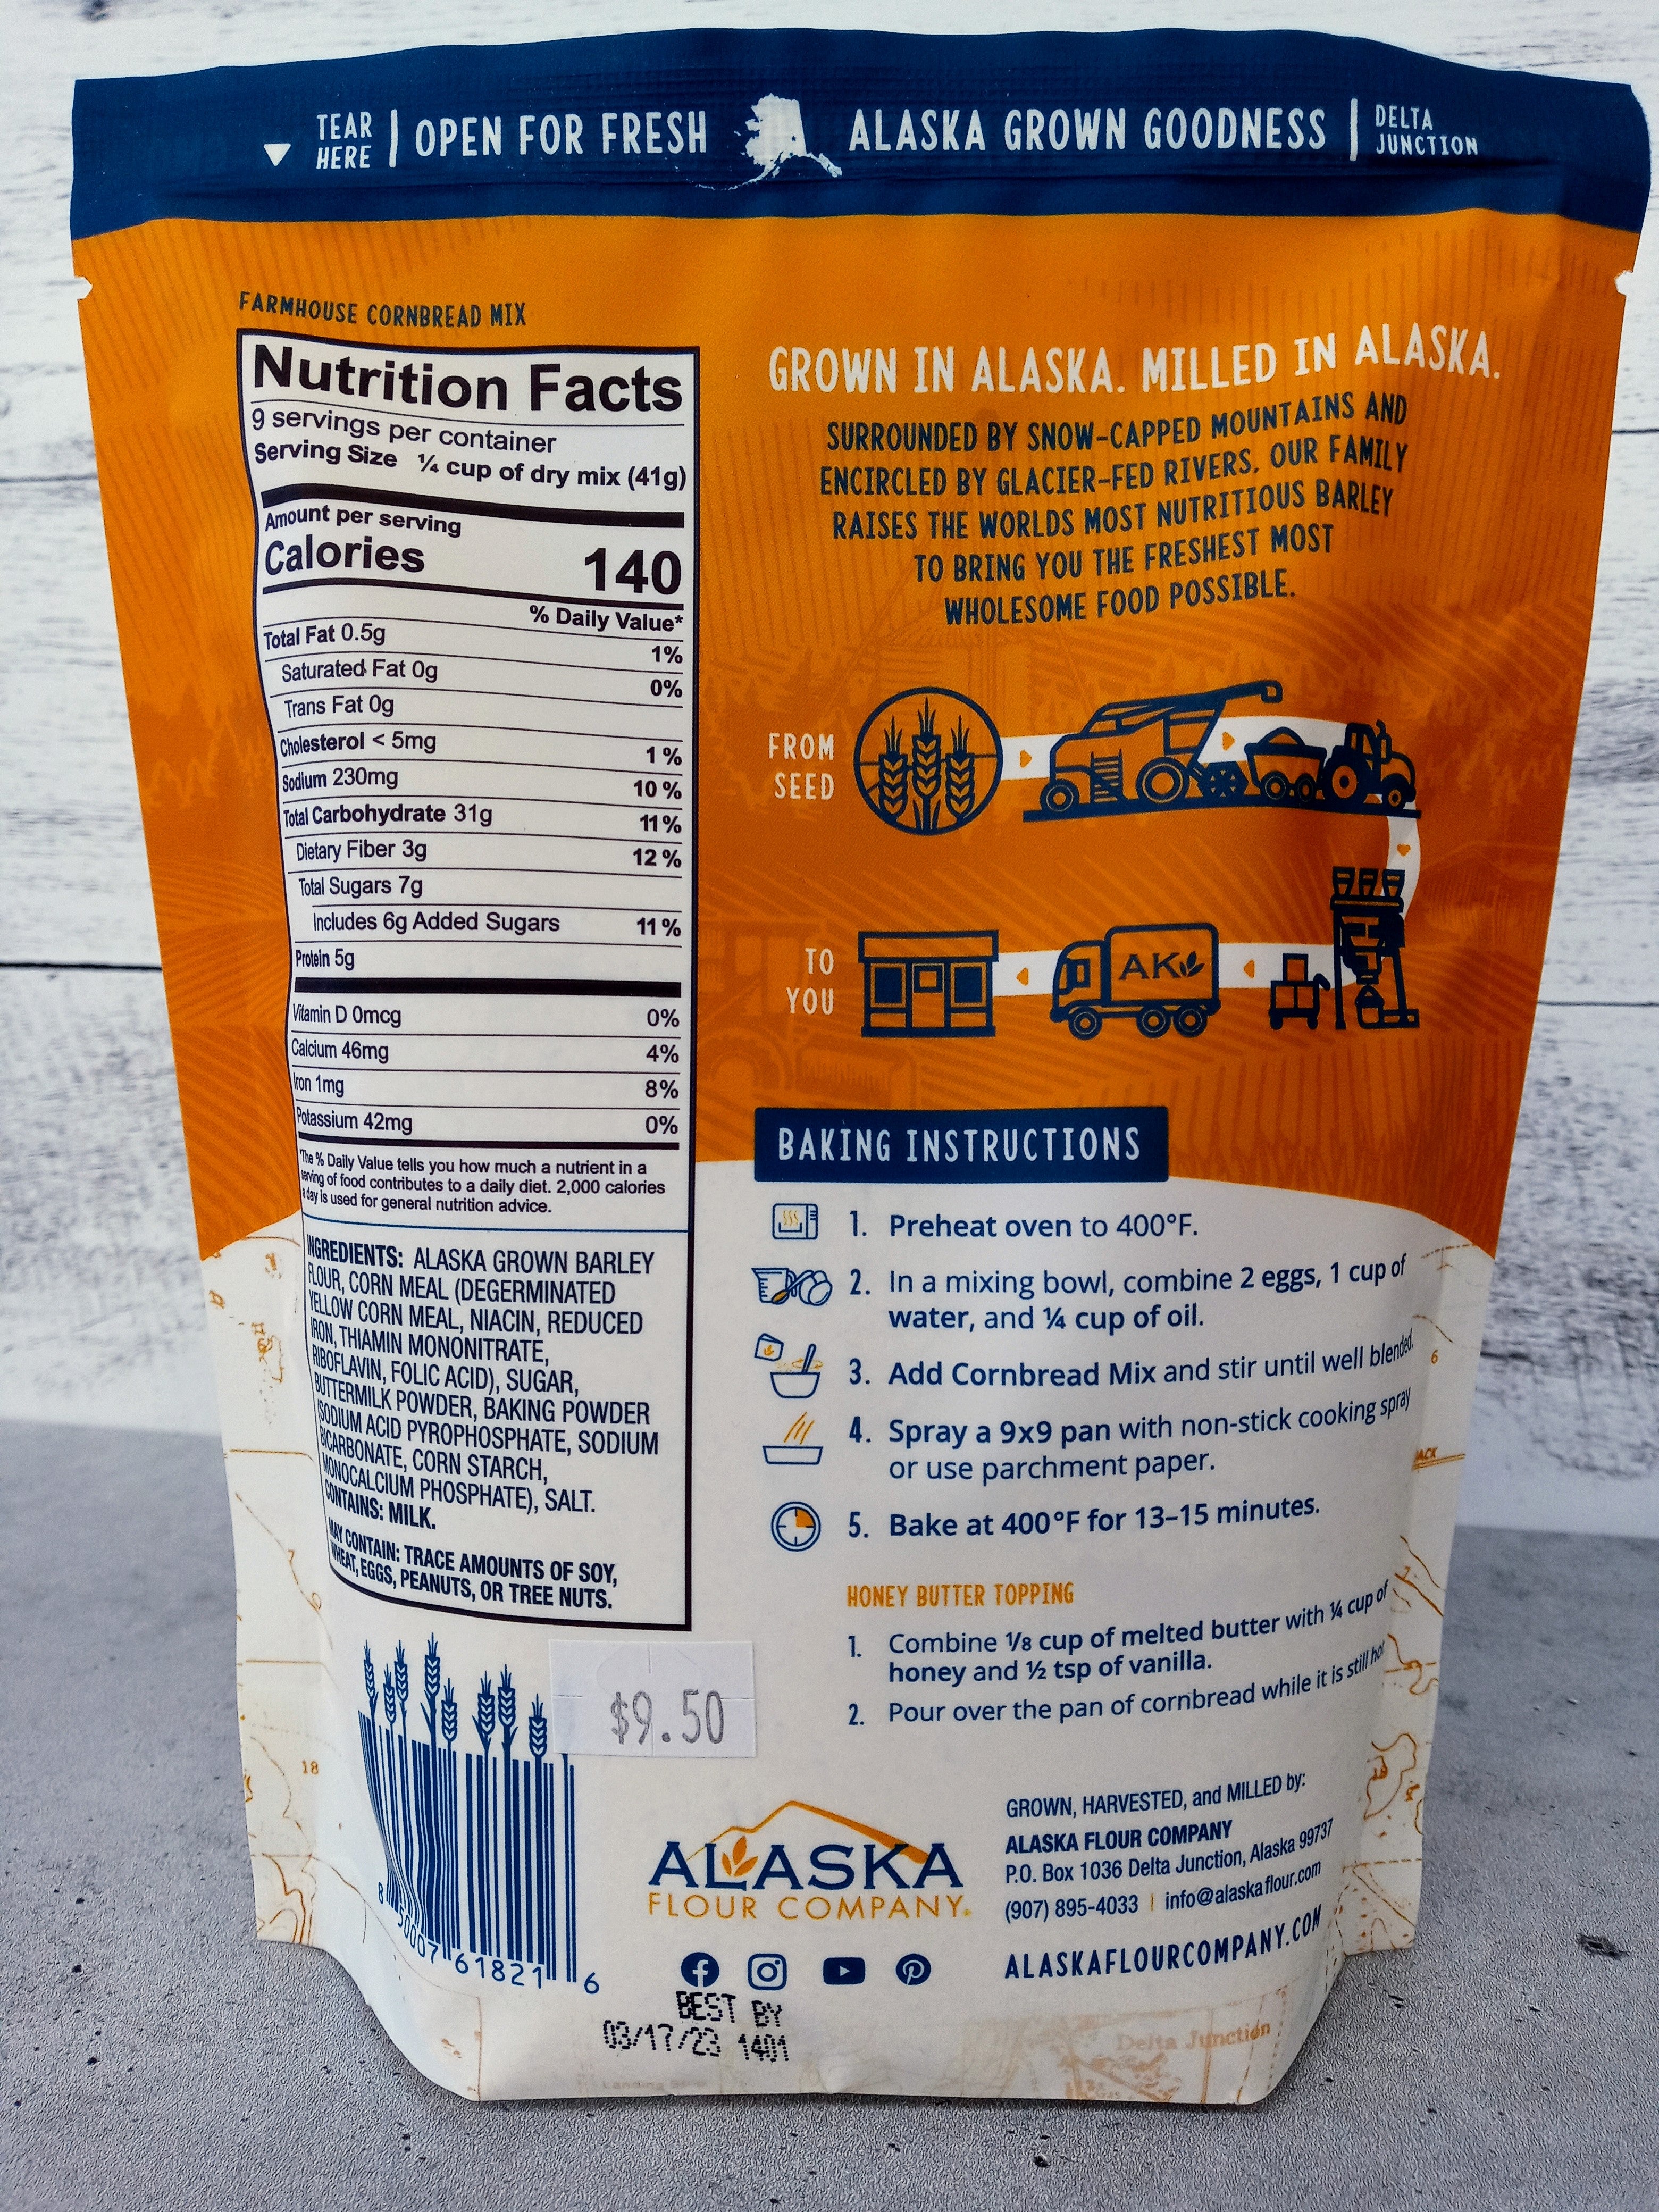 TEAR
HERE
OPEN FOR FRESH
ALASKA GROWN GOODNESS
DELTA
JUNCTION
FARMHOUSE CORNBREAD MIX
Nutrition Facts
9 servings per container
Serving Size ¼ cup of dry mix (41g)
Amount per serving
Calories 140
% Daily Value*
Total Fat 0.5g 1%
Saturated Fat 0g 0%
Trans Fat 0g
Cholesterol < 5mg 1%
Sodium 230mg 10%
Total Carbohydrate 31g 11%
Dietary Fiber 3g 12%
Total Sugars 7g
Includes 6g Added Sugars 11%
Protein 5g
Vitamin D 0mcg 0%
Calcium 46mg 4%
Iron 1mg 8%
Potassium 42mg 0%
*The % Daily Value tells you how much a nutrient in a
serving of food contributes to a daily diet. 2,000 calories
a day is used for general nutrition advice.
INGREDIENTS: ALASKA GROWN BARLEY
FLOUR, CORN MEAL (DEGERMINATED
YELLOW CORN MEAL, NIACIN, REDUCED
IRON, THIAMIN MONONITRATE,
RIBOFLAVIN, FOLIC ACID), SUGAR,
BUTTERMILK POWDER, BAKING POWDER
(SODIUM ACID PYROPHOSPHATE, SODIUM
BICARBONATE, CORN STARCH,
MONOCALCIUM PHOSPHATE), SALT.
CONTAINS: MILK.
MAY CONTAIN: TRACE AMOUNTS OF SOY,
WHEAT, EGGS, PEANUTS, OR TREE NUTS.
GROWN IN ALASKA. MILLED IN ALASKA.
SURROUNDED BY SNOW-CAPPED MOUNTAINS AND
ENCIRCLED BY GLACIER-FED RIVERS, OUR FAMILY
RAISES THE WORLDS MOST NUTRITIOUS BARLEY
TO BRING YOU THE FRESHEST MOST
WHOLESOME FOOD POSSIBLE.
FROM
SEED
TO
YOU
AK
BAKING INSTRUCTIONS
1. Preheat oven to 400°F.
2. In a mixing bowl, combine 2 eggs, 1 cup of
water, and ¼ cup of oil.
3. Add Cornbread Mix and stir until well blended.
4. Spray a 9x9 pan with non-stick cooking spray
or use parchment paper.
5. Bake at 400°F for 13-15 minutes.
HONEY BUTTER TOPPING
1. Combine ⅛ cup of melted butter with ¼ cup of
honey and ½ tsp of vanilla.
2. Pour over the pan of cornbread while it is still hot
$9.50
8 50007 61821 6
ALASKA
FLOUR COMPANY.
GROWN, HARVESTED, and MILLED by:
ALASKA FLOUR COMPANY
P.O. Box 1036 Delta Junction, Alaska 99737
(907) 895-4033 | info@alaskaflour.com
ALASKAFLOURCOMPANY.COM
BEST BY
03/17/23 1401
Delta Junction
6
7
18